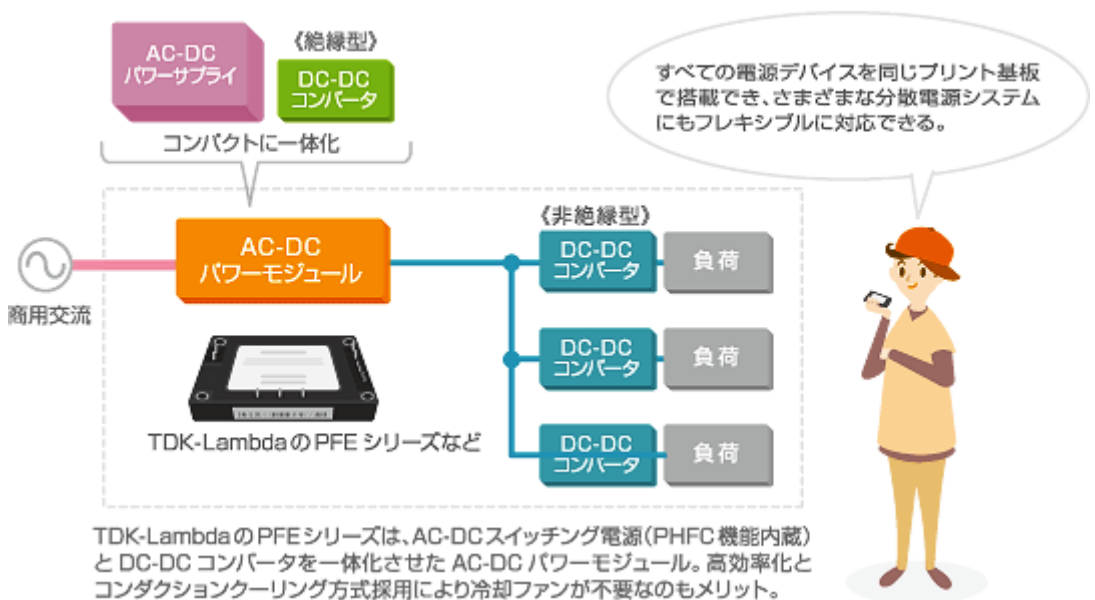 AC-DC
パワーサプライ
《絶縁型》
DC-DC
コンバータ
コンパクトに一体化
すべての電源デバイスを同じプリント基板
で搭載でき、さまざまな分散電源システム
にもフレキシブルに対応できる。
商用交流
AC-DC
パワーモジュール
《非絶縁型》
DC-DC
コンバータ
負荷
DC-DC
コンバータ
負荷
DC-DC
コンバータ
負荷
TDK-LambdaのPFEシリーズなど
TDK-LambdaのPFEシリーズは、AC-DCスイッチング電源(PHFC機能内蔵)
とDC-DCコンバータを一体化させたAC-DCパワーモジュール。高効率化と
コンダクションクーリング方式採用により冷却ファンが不要なのもメリット。